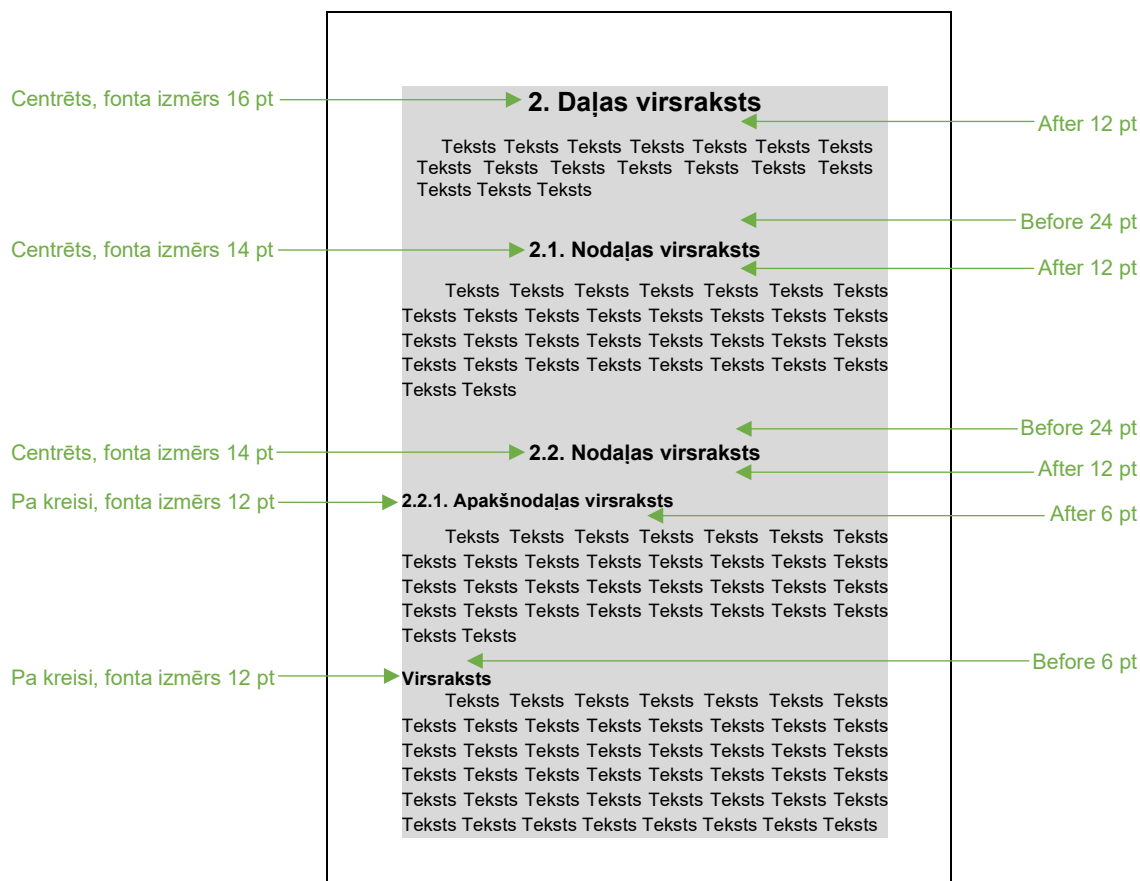 Centrēts, fonta izmērs 16 pt
2. Daļas virsraksts
After 12 pt
Teksts Teksts Teksts Teksts Teksts Teksts Teksts
Teksts Teksts Teksts Teksts Teksts Teksts Teksts
Teksts Teksts Teksts
Before 24 pt
Centrēts, fonta izmērs 14 pt
2.1. Nodaļas virsraksts
After 12 pt
Teksts Teksts Teksts Teksts Teksts Teksts Teksts
Teksts Teksts Teksts Teksts Teksts Teksts Teksts Teksts
Teksts Teksts Teksts Teksts Teksts Teksts Teksts Teksts
Teksts Teksts Teksts Teksts Teksts Teksts Teksts Teksts
Teksts Teksts
Before 24 pt
Centrēts, fonta izmērs 14 pt
2.2. Nodaļas virsraksts
After 12 pt
Pa kreisi, fonta izmērs 12 pt
2.2.1. Apakšnodaļas virsraksts
After 6 pt
Teksts Teksts Teksts Teksts Teksts Teksts Teksts
Teksts Teksts Teksts Teksts Teksts Teksts Teksts Teksts
Teksts Teksts Teksts Teksts Teksts Teksts Teksts Teksts
Teksts Teksts Teksts Teksts Teksts Teksts Teksts Teksts
Teksts Teksts
Before 6 pt
Pa kreisi, fonta izmērs 12 pt
Virsraksts
Teksts Teksts Teksts Teksts Teksts Teksts Teksts
Teksts Teksts Teksts Teksts Teksts Teksts Teksts Teksts
Teksts Teksts Teksts Teksts Teksts Teksts Teksts Teksts
Teksts Teksts Teksts Teksts Teksts Teksts Teksts Teksts
Teksts Teksts Teksts Teksts Teksts Teksts Teksts Teksts
Teksts Teksts Teksts Teksts Teksts Teksts Teksts Teksts